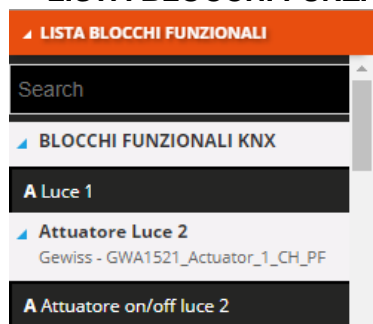 LISTA BLOCCHI FUNZIONALI
Search
BLOCCHI FUNZIONALI KNX
A Luce 1
Attuatore Luce 2
Gewiss - GWA1521_Actuator_1_CH_PF
A Attuatore on/off luce 2